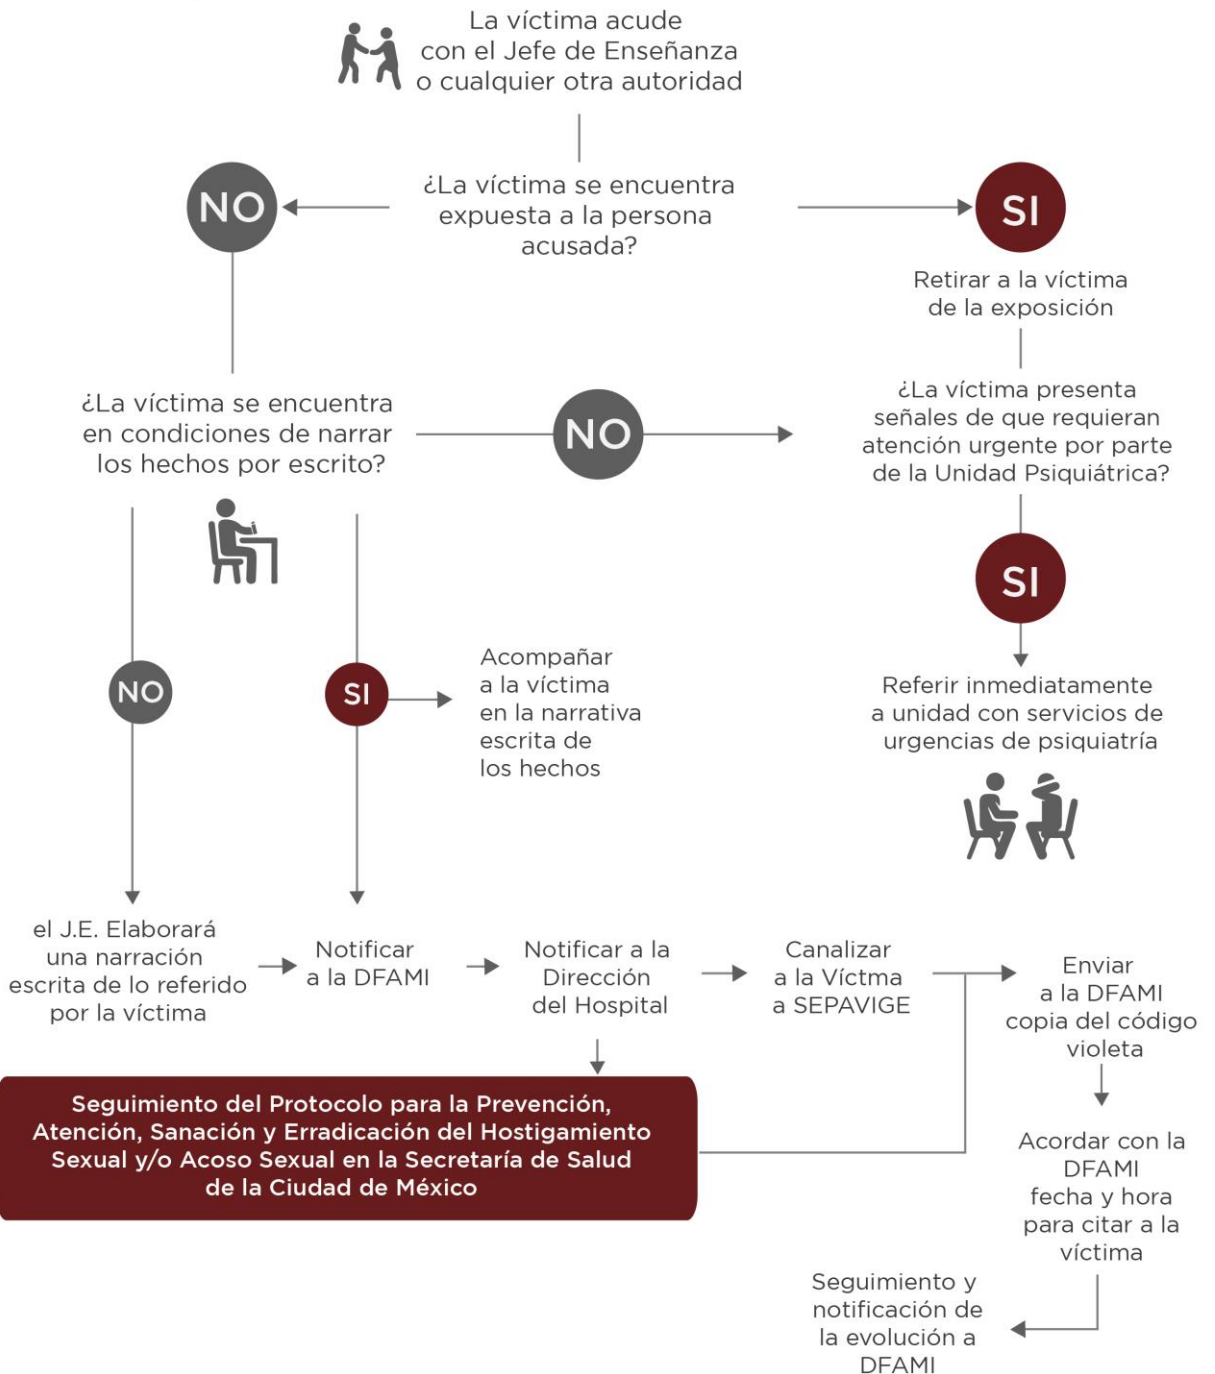 La víctima acude
con el Jefe de Enseñanza
o cualquier otra autoridad
NO
¿La víctima se encuentra
expuesta a la persona
acusada?
SI
Retirar a la víctima
de la exposición
¿La víctima se encuentra
en condiciones de narrar
los hechos por escrito?
NO
¿La víctima presenta
señales de que requieran
atención urgente por parte
de la Unidad Psiquiátrica?
SI
Referir inmediatamente
a unidad con servicios de
urgencias de psiquiatría
NO
SI
Acompañar
a la víctima
en la narrativa
escrita de
los hechos
el J.E. Elaborará
una narración
escrita de lo referido
por la víctima
Notificar
a la DFAMI
Notificar a la
Dirección
del Hospital
Canalizar
a la Víctma
a SEPAVIGE
Enviar
a la DFAMI
copia del código
violeta
Seguimiento del Protocolo para la Prevención,
Atención, Sanación y Erradicación del Hostigamiento
Sexual y/o Acoso Sexual en la Secretaría de Salud
de la Ciudad de México
Acordar con la
DFAMI
fecha y hora
para citar a la
víctima
Seguimiento y
notificación de
la evolución a
DFAMI